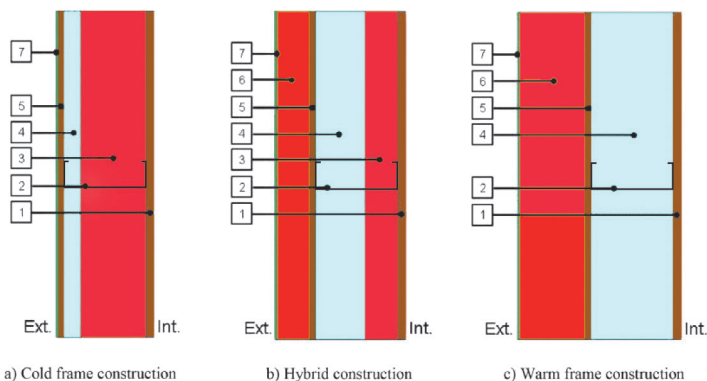 7
5
4
3
2
1
Ext.
Int.
a) Cold frame construction
7
6
5
4
3
2
1
Ext.
Int.
b) Hybrid construction
7
6
5
4
2
1
Ext.
Int.
c) Warm frame construction